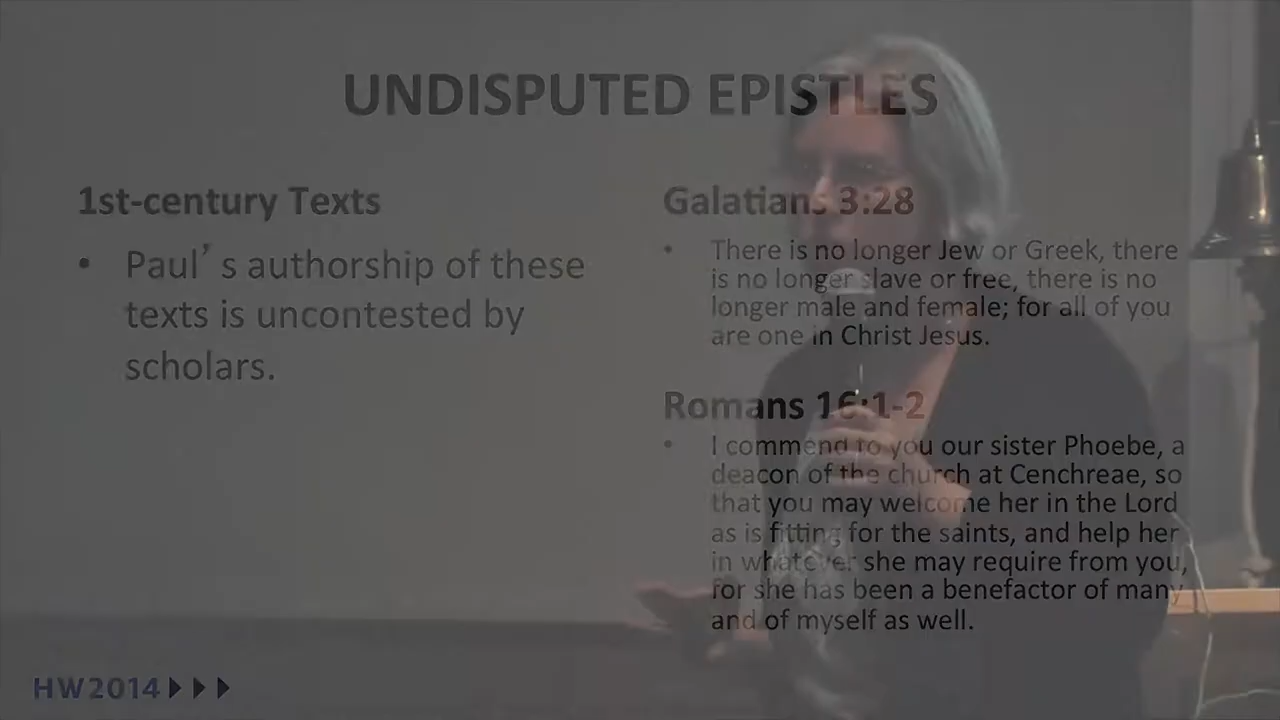 UNDISPUTED EPISTLES
1st-century Texts
• Paul’s authorship of these
texts is uncontested by
scholars.
Galatians 3:28
• There is no longer Jew or Greek, there
is no longer slave or free, there is no
longer male and female; for all of you
are one in Christ Jesus.
Romans 16:1-2
• I commend to you our sister Phoebe, a
deacon of the church at Cenchreae, so
that you may welcome her in the Lord
as is fitting for the saints, and help her
in whatever she may require from you,
for she has been a benefactor of many
and of myself as well.
HW2014